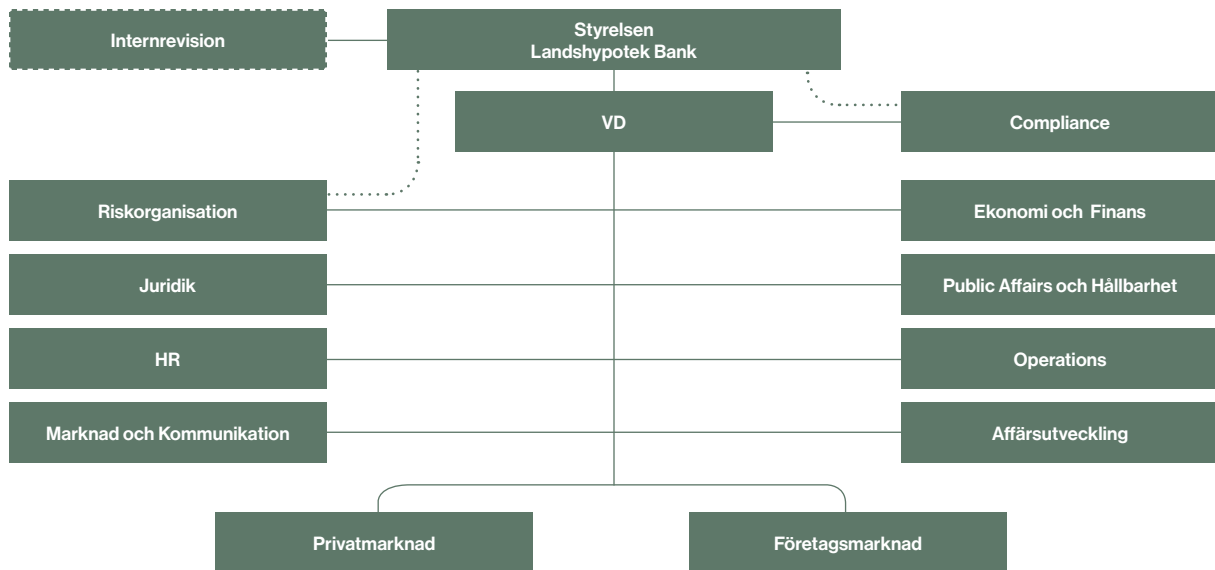 Internrevision
Styrelsen
Landshypotek Bank
VD
Compliance
Riskorganisation
Ekonomi och Finans
Juridik
Public Affairs och Hållbarhet
HR
Operations
Marknad och Kommunikation
Affärsutveckling
Privatmarknad
Företagsmarknad